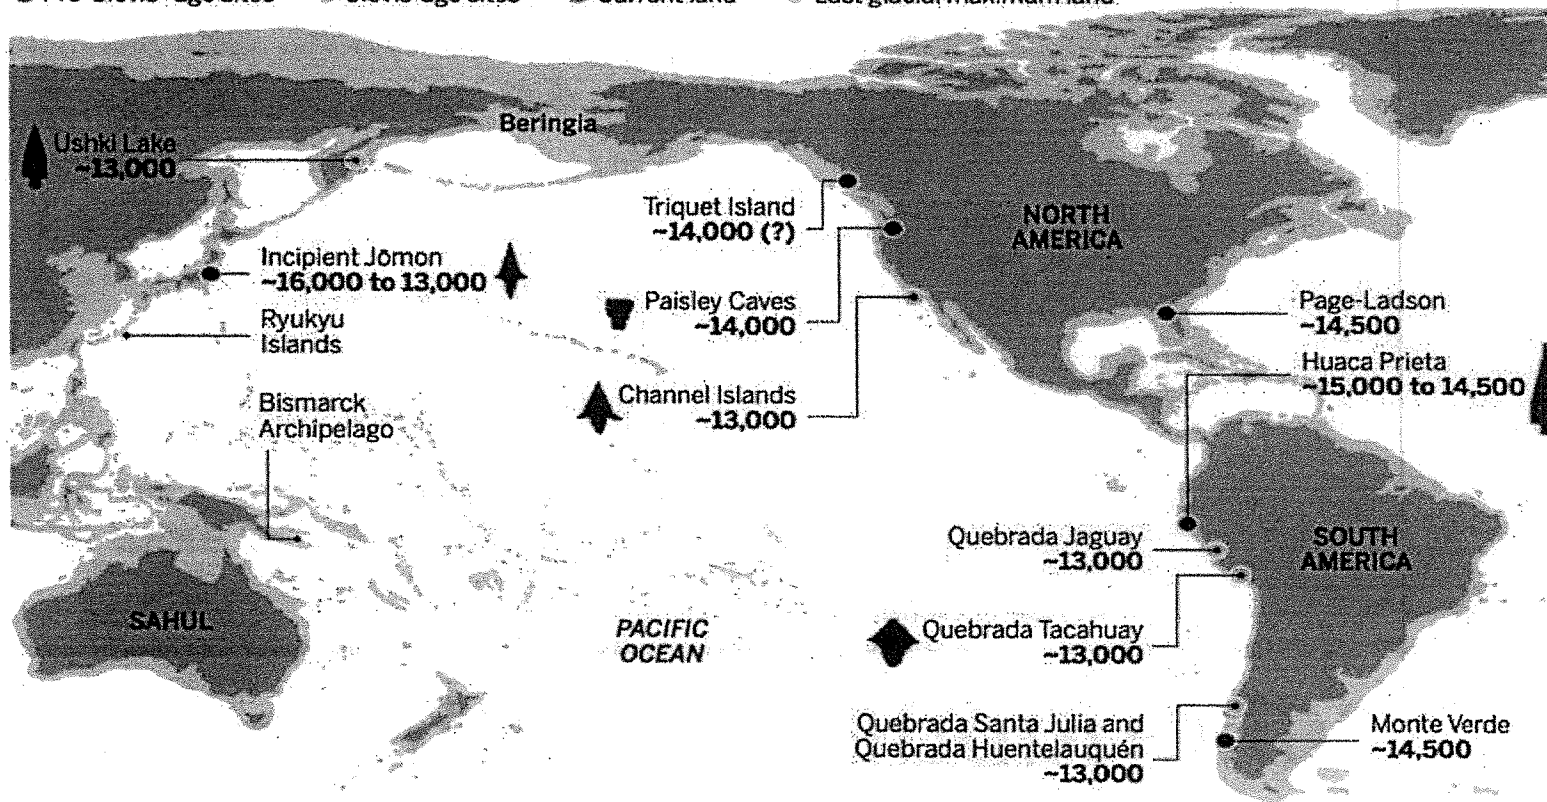 Beringia
Ushki Lake
~13,000
Triquet Island
~14,000 (?)
NORTH
AMERICA
Incipient Jōmon
~16,000 to 13,000
Paisley Caves
~14,000
Page-Ladson
~14,500
Ryukyu
Islands
Huaca Prieta
~15,000 to 14,500
Channel Islands
~13,000
Bismarck
Archipelago
Quebrada Jaguay
~13,000
SOUTH
AMERICA
SAHUL
PACIFIC
OCEAN
Quebrada Tacahuay
~13,000
Quebrada Santa Julia and
Quebrada Huentelauquén
~13,000
Monte Verde
~14,500